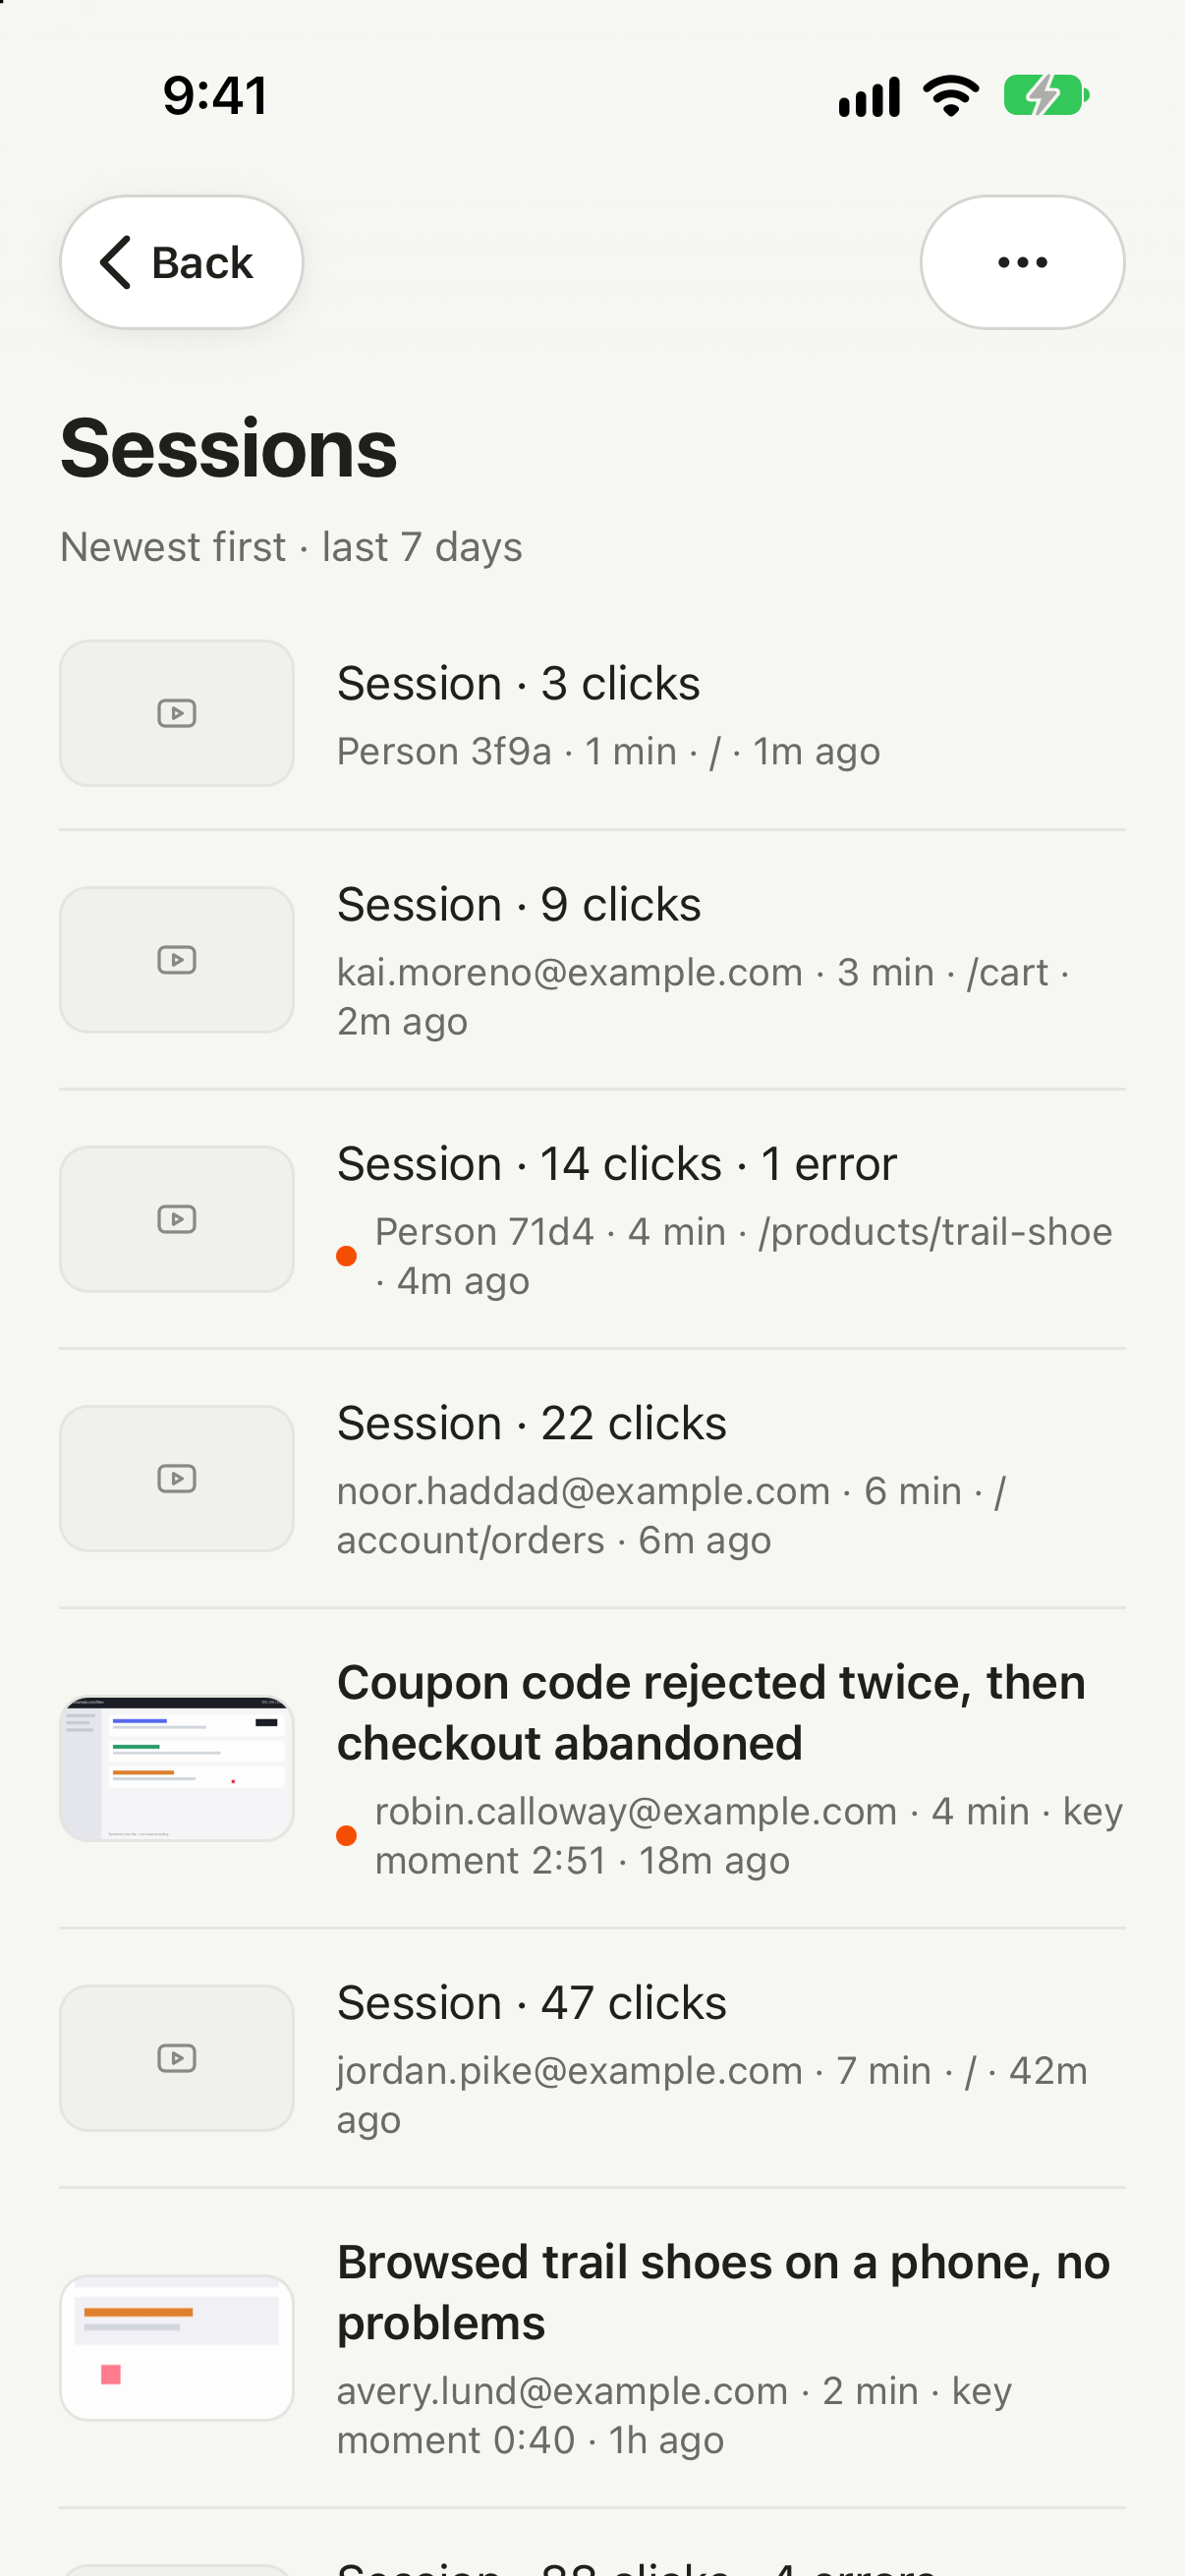 9:41
Back
Sessions
Newest first · last 7 days
Session · 3 clicks
Person 3f9a · 1 min · / · 1m ago
Session · 9 clicks
kai.moreno@example.com · 3 min · /cart ·
2m ago
Session · 14 clicks · 1 error
Person 71d4 · 4 min · /products/trail-shoe
· 4m ago
Session · 22 clicks
noor.haddad@example.com · 6 min · /
account/orders · 6m ago
Coupon code rejected twice, then
checkout abandoned
robin.calloway@example.com · 4 min · key
moment 2:51 · 18m ago
Session · 47 clicks
jordan.pike@example.com · 7 min · / · 42m
ago
Browsed trail shoes on a phone, no
problems
avery.lund@example.com · 2 min · key
moment 0:40 · 1h ago
Session · 88 clicks · 4 errors